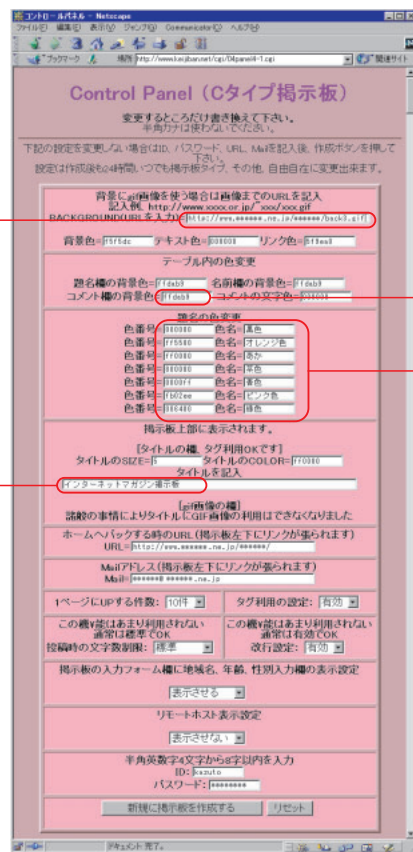 コントロールパネル - Netscape
ファイル(F) 編集(E) 表示(V) ジャンプ(G) Communicator(C) ヘルプ(H)
ブックマーク 場所 http://www.keijiban.net/cgi/D4panel4-1.cgi 関連サイト
Control Panel (Cタイプ掲示板)
変更するところだけ書き換えて下さい。
半角カナは使わないでください。
下記の設定を変更しない場合はID、パスワード、URL、Mailを記入後、作成ボタンを押して
下さい。
設定は作成後も24時間いつでも掲示板タイプ、その他、自由自在に変更出来ます。
背景にgif画像を使う場合は画像までのURLを記入
記入例、http://www.xxxx.or.jp/~xxx/xxx.gif
BACKGROUND(URLを入力)=http://www.******.ne.jp/******/back3.gif
背景色=f5f5dc テキスト色=808080 リンク色=
テーブル内の色変更
題名欄の背景色=ffdab9 名前欄の背景色=ffdab9
コメント欄の背景色=ffdab9 コメントの文字色=
題名の色変更
色番号=000000 色名=黒色
色番号=ff5500 色名=オレンジ色
色番号=ff0000 色名=あか
色番号=800000 色名=茶色
色番号=0000ff 色名=青色
色番号=fb02ee 色名=ピンク色
色番号=006400 色名=緑色
掲示板上部に表示されます。
[タイトルの欄、タグ利用OKです]
タイトルのSIZE=5 タイトルのCOLOR=ff0000
タイトルを記入
インターネットマガジン掲示板
[gif画像の欄]
諸般の事情によりタイトルにGIF画像の利用はできなくなりました
ホームへバックする時のURL(掲示板左下にリンクが張られます)
URL=http://www.******.ne.jp/******/
Mailアドレス(掲示板左下にリンクが張られます)
Mail=******@******.ne.jp
1ページにUPする件数: 10件 タグ利用の設定: 有効
この機能はあまり利用されない この機能はあまり利用されない
通常は標準でOK 通常は有効でOK
投稿時の文字数制限: 標準 改行設定: 有効
掲示板の入力フォーム欄に地域名、年齢、性別入力欄の表示設定
表示させる
リモートホスト表示設定
表示させない
半角英数字4文字から8字以内を入力
ID: kazuto
パスワード: ********
新規に掲示板を作成する リセット
ドキュメント: 完了。